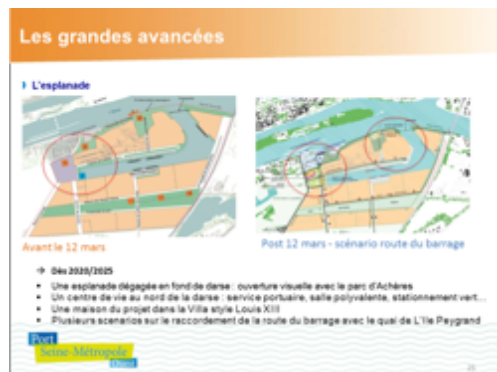 Les grandes avancées
L'esplanade
Avant le 12 mars
Post 12 mars - scénario route du barrage
→ Dès 2020/2025
▪ Une esplanade dégagée en fond de darse : ouverture visuelle avec le parc d'Achères
▪ Un centre de vie au nord de la darse : service portuaire, salle polyvalente, stationnement vert...
▪ Une maison du projet dans la Villa style Louis XIII
▪ Plusieurs scenarios sur le raccordement de la route du barrage avec le quai de L'Ile Peygrand
Port
Seine-Métropole
Ouest